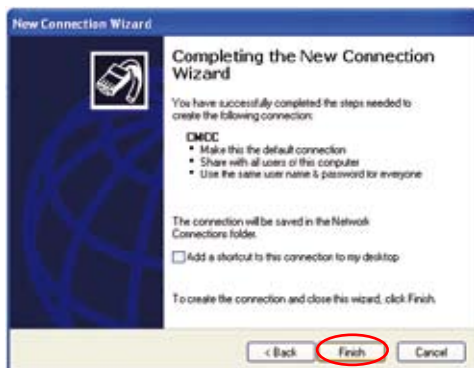 New Connection Wizard
Completing the New Connection
Wizard
You have successfully completed the steps needed to
create the following connection:
CMCC
• Make this the default connection
• Share with all users of this computer
• Use the same user name & password for everyone
The connection will be saved in the Network
Connections folder.
Add a shortcut to this connection to my desktop
To create the connection and close this wizard, click Finish.
< Back Finish Cancel